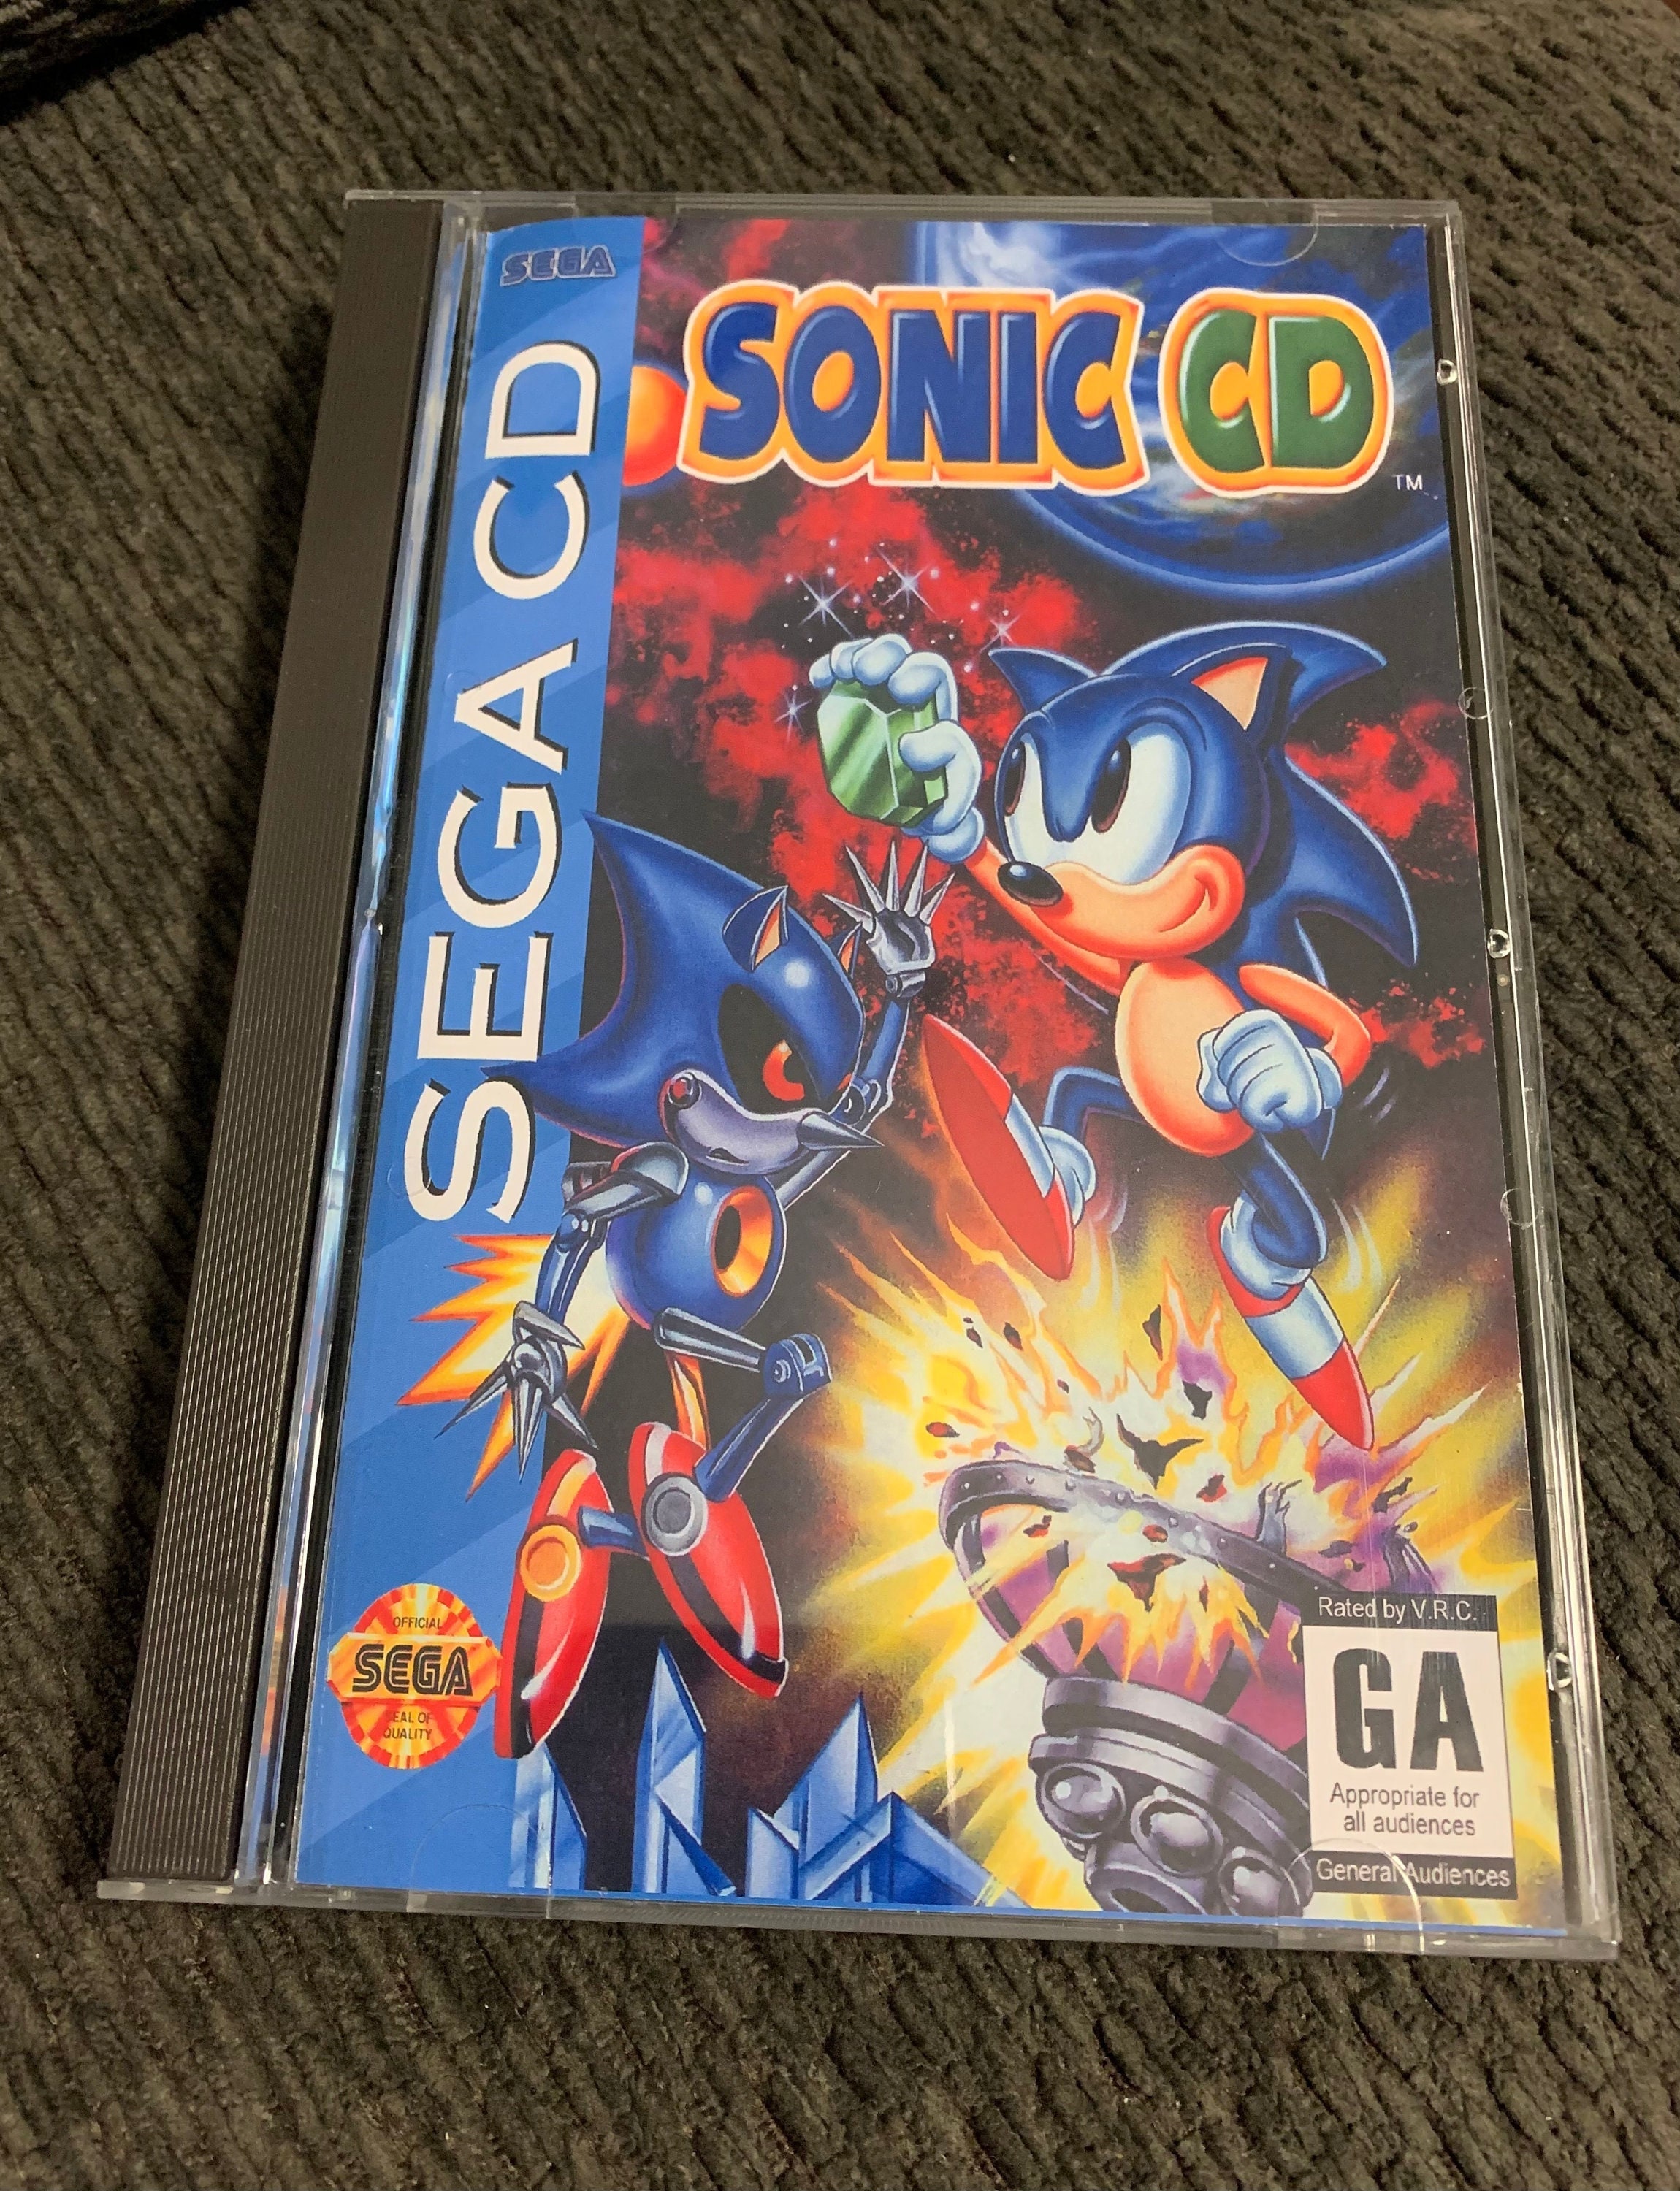 SEGA
SONIC CD
TM
SEGA CD
OFFICIAL
SEGA
SEAL OF
QUALITY
Rated by V.R.C.
GA
Appropriate for
all audiences
General Audiences